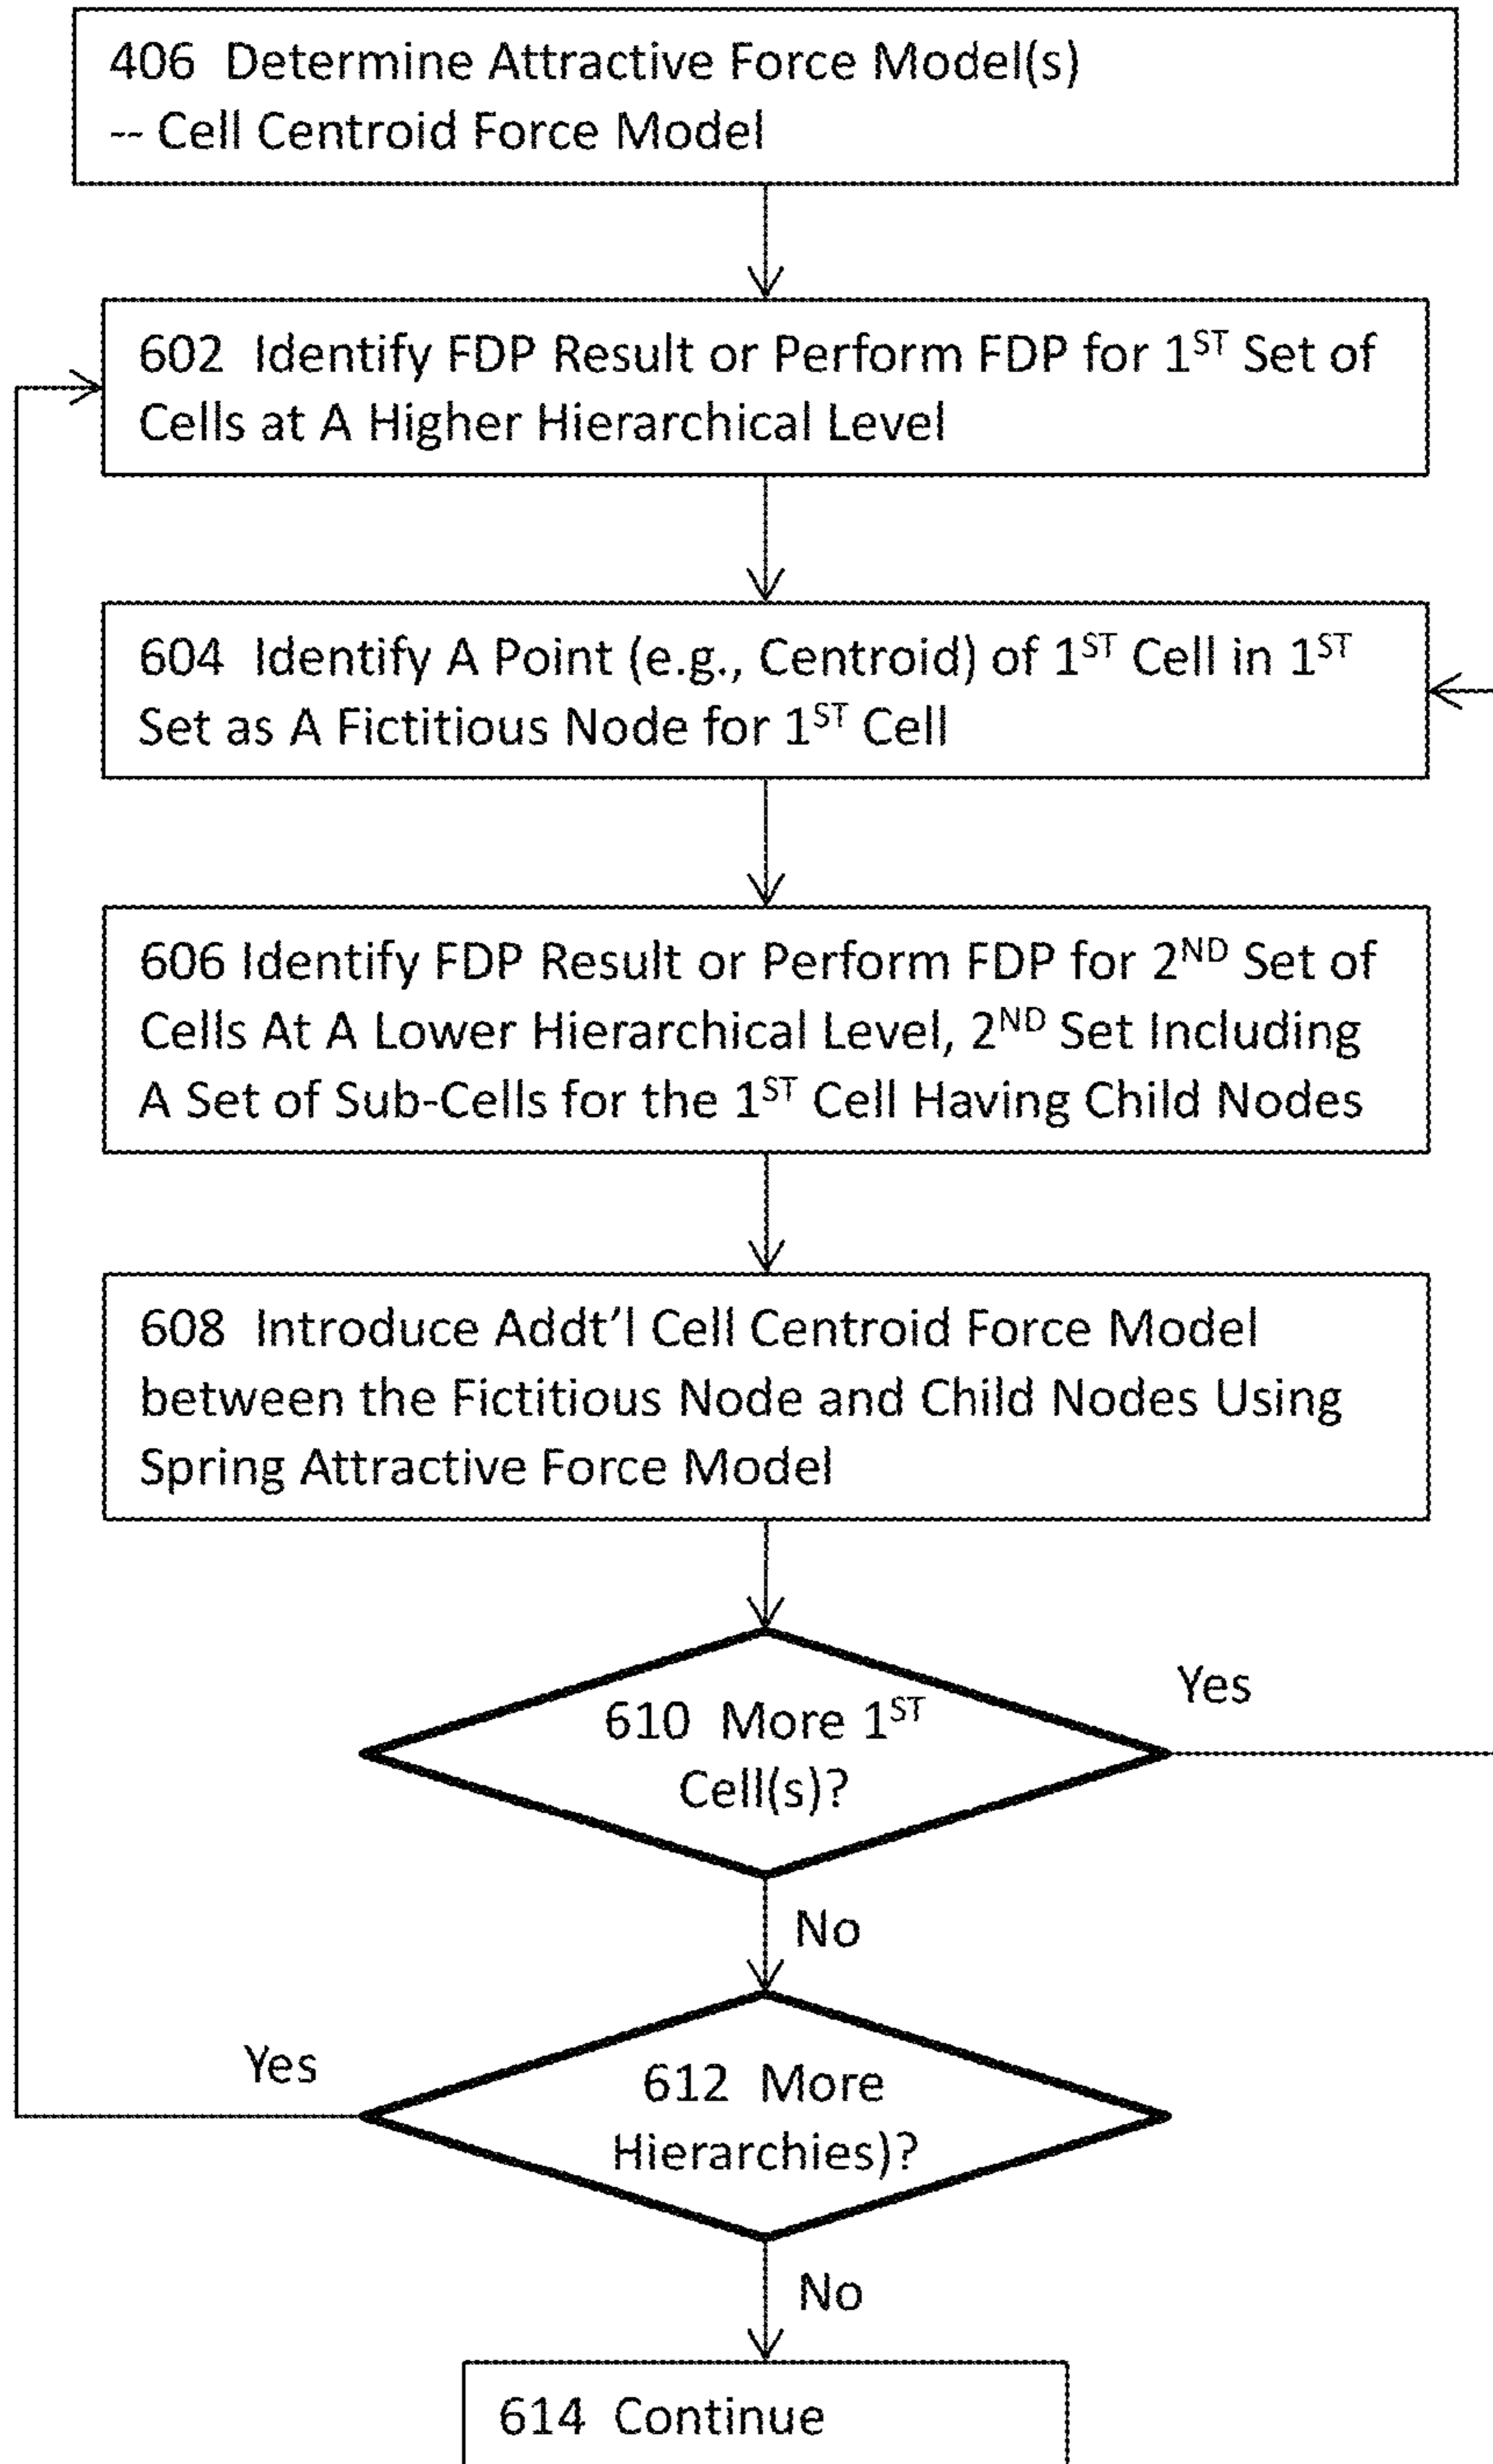 406 Determine Attractive Force Model(s)
-- Cell Centroid Force Model
602 Identify FDP Result or Perform FDP for 1ST Set of
Cells at A Higher Hierarchical Level
604 Identify A Point (e.g., Centroid) of 1ST Cell in 1ST
Set as A Fictitious Node for 1ST Cell
606 Identify FDP Result or Perform FDP for 2ND Set of
Cells At A Lower Hierarchical Level, 2ND Set Including
A Set of Sub-Cells for the 1ST Cell Having Child Nodes
608 Introduce Addt'l Cell Centroid Force Model
between the Fictitious Node and Child Nodes Using
Spring Attractive Force Model
Yes
610 More 1ST
Cell(s)?
No
Yes
612 More
Hierarchies)?
No
614 Continue